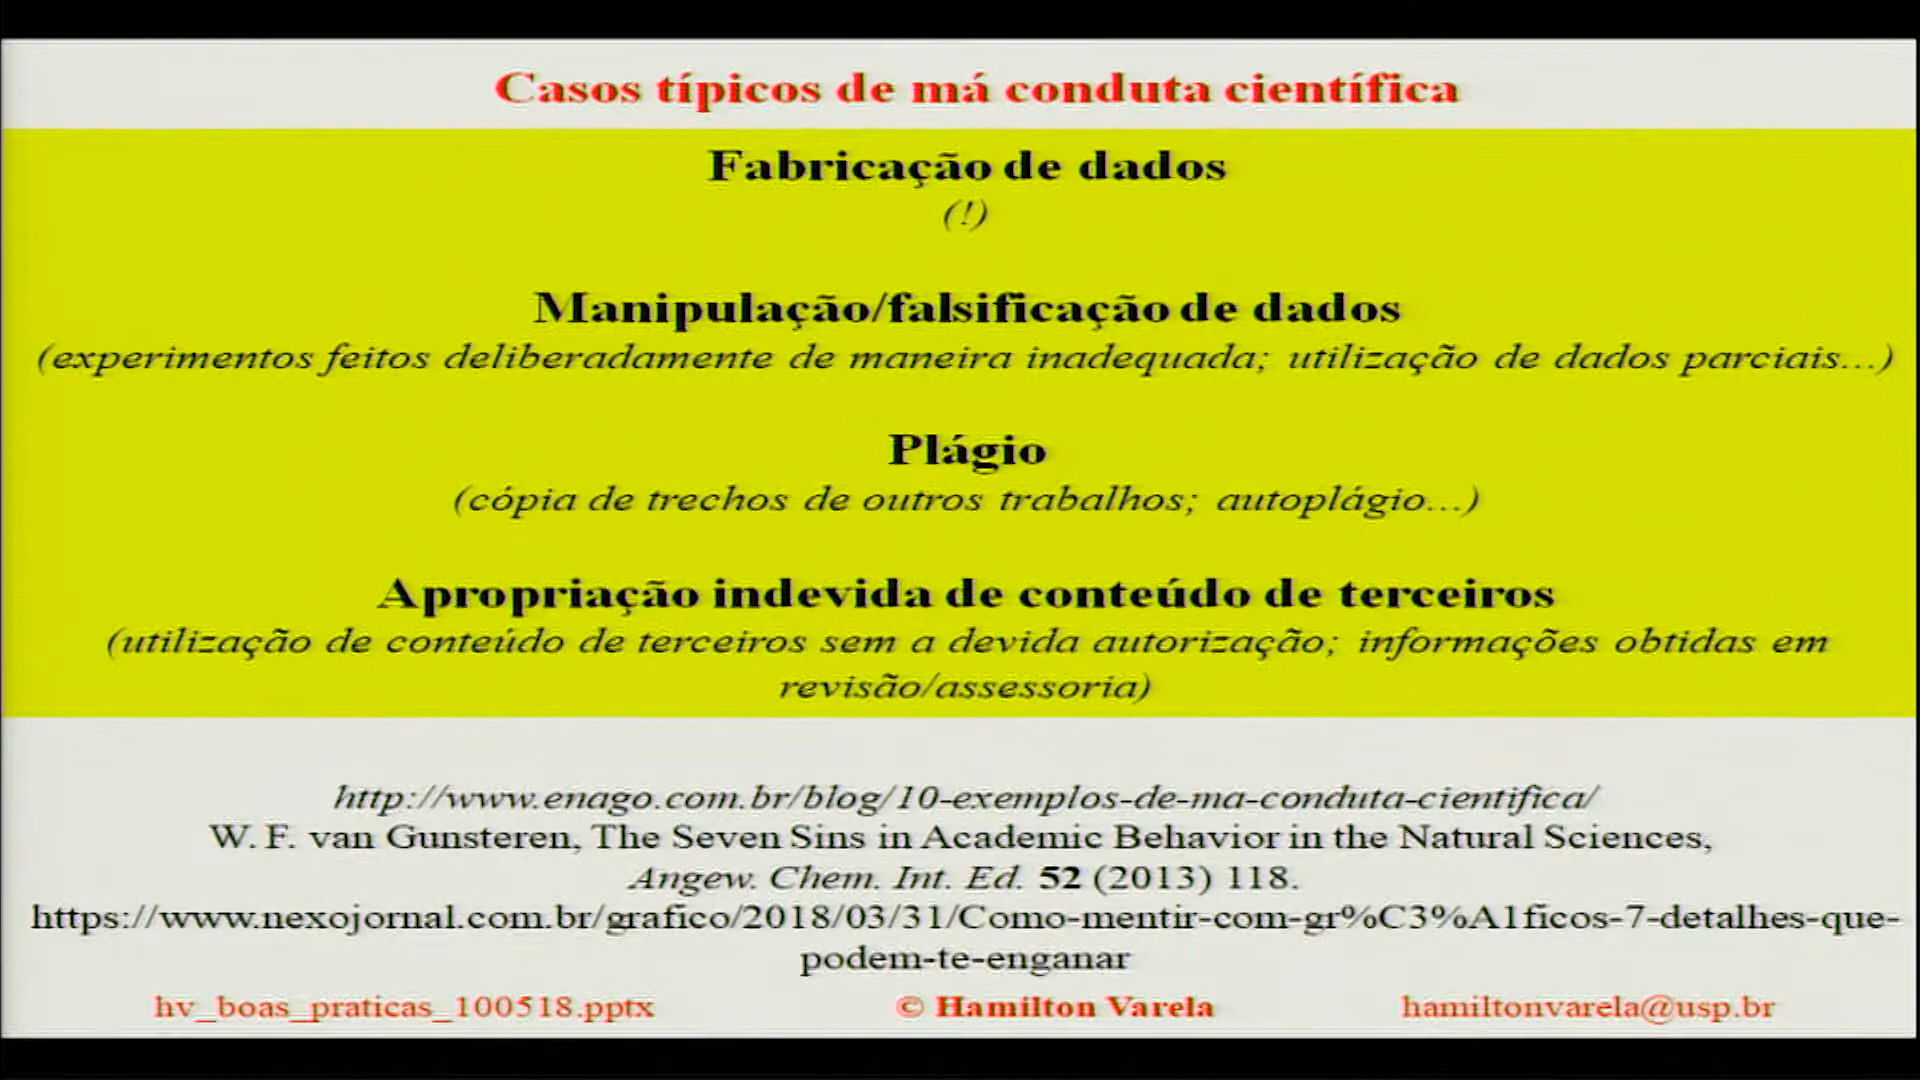 Casos típicos de má conduta científica
Fabricação de dados
(!)
Manipulação/falsificação de dados
(experimentos feitos deliberadamente de maneira inadequada; utilização de dados parciais...)
Plágio
(cópia de trechos de outros trabalhos; autoplágio...)
Apropriação indevida de conteúdo de terceiros
(utilização de conteúdo de terceiros sem a devida autorização; informações obtidas em
revisão/assessoria)
http://www.enago.com.br/blog/10-exemplos-de-ma-conduta-cientifica/
W. F. van Gunsteren, The Seven Sins in Academic Behavior in the Natural Sciences,
Angew. Chem. Int. Ed. 52 (2013) 118.
https://www.nexojornal.com.br/grafico/2018/03/31/Como-mentir-com-gr%C3%A1ficos-7-detalhes-que-
podem-te-enganar
hv_boas_praticas_100518.pptx © Hamilton Varela hamiltonvarela@usp.br